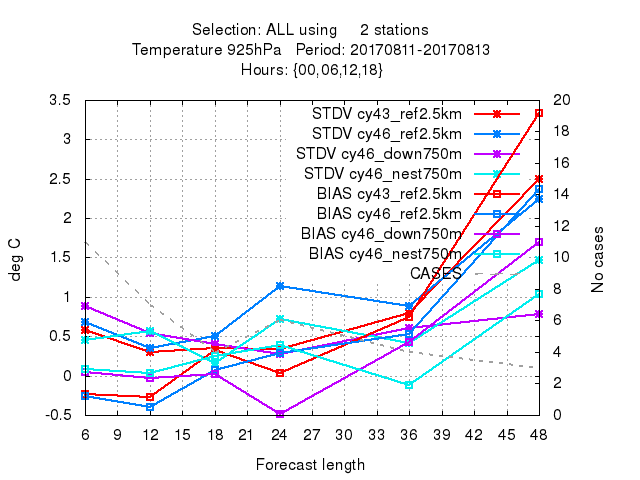 Selection: ALL using 2 stations
Temperature 925hPa Period: 20170811-20170813
Hours: {00,06,12,18}
STDV cy43_ref2.5km
STDV cy46_ref2.5km
STDV cy46_down750m
STDV cy46_nest750m
BIAS cy43_ref2.5km
BIAS cy46_ref2.5km
BIAS cy46_down750m
BIAS cy46_nest750m
CASES
deg C
3.5
3
2.5
2
1.5
1
0.5
0
-0.5
No cases
20
18
16
14
12
10
8
6
4
2
0
6 9 12 15 18 21 24 27 30 33 36 39 42 45 48
Forecast length